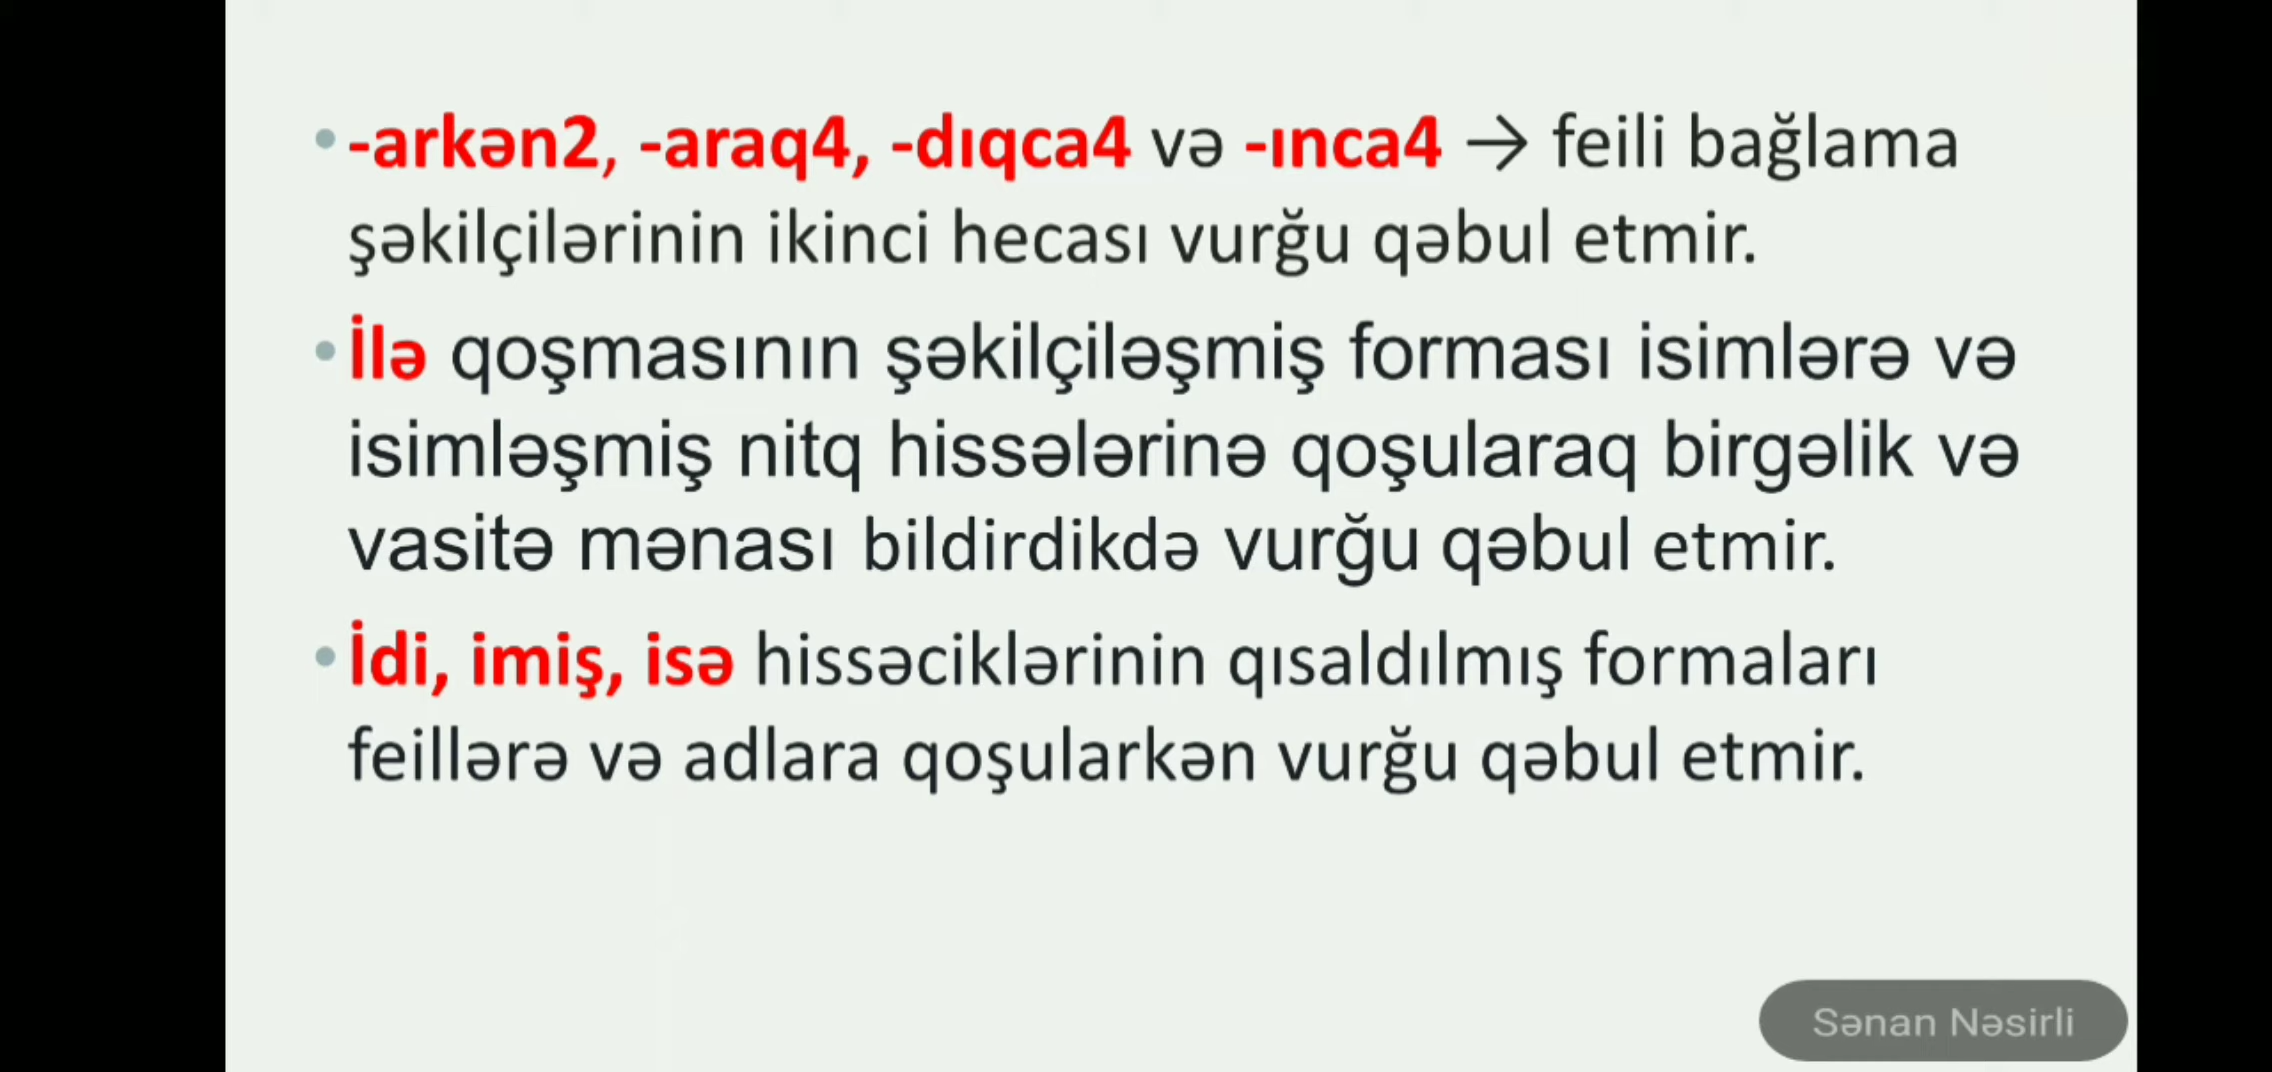 • -arkən2, -araq4, -dıqca4 və -ınca4 → feili bağlama
şəkilçilərinin ikinci hecası vurğu qəbul etmir.
• İlə qoşmasının şəkilçiləşmiş forması isimlərə və
isimləşmiş nitq hissələrinə qoşularaq birgəlik və
vasitə mənası bildirdikdə vurğu qəbul etmir.
• İdi, imiş, isə hissəciklərinin qısaldılmış formaları
feillərə və adlara qoşularkən vurğu qəbul etmir.
Sənan Nəsirli